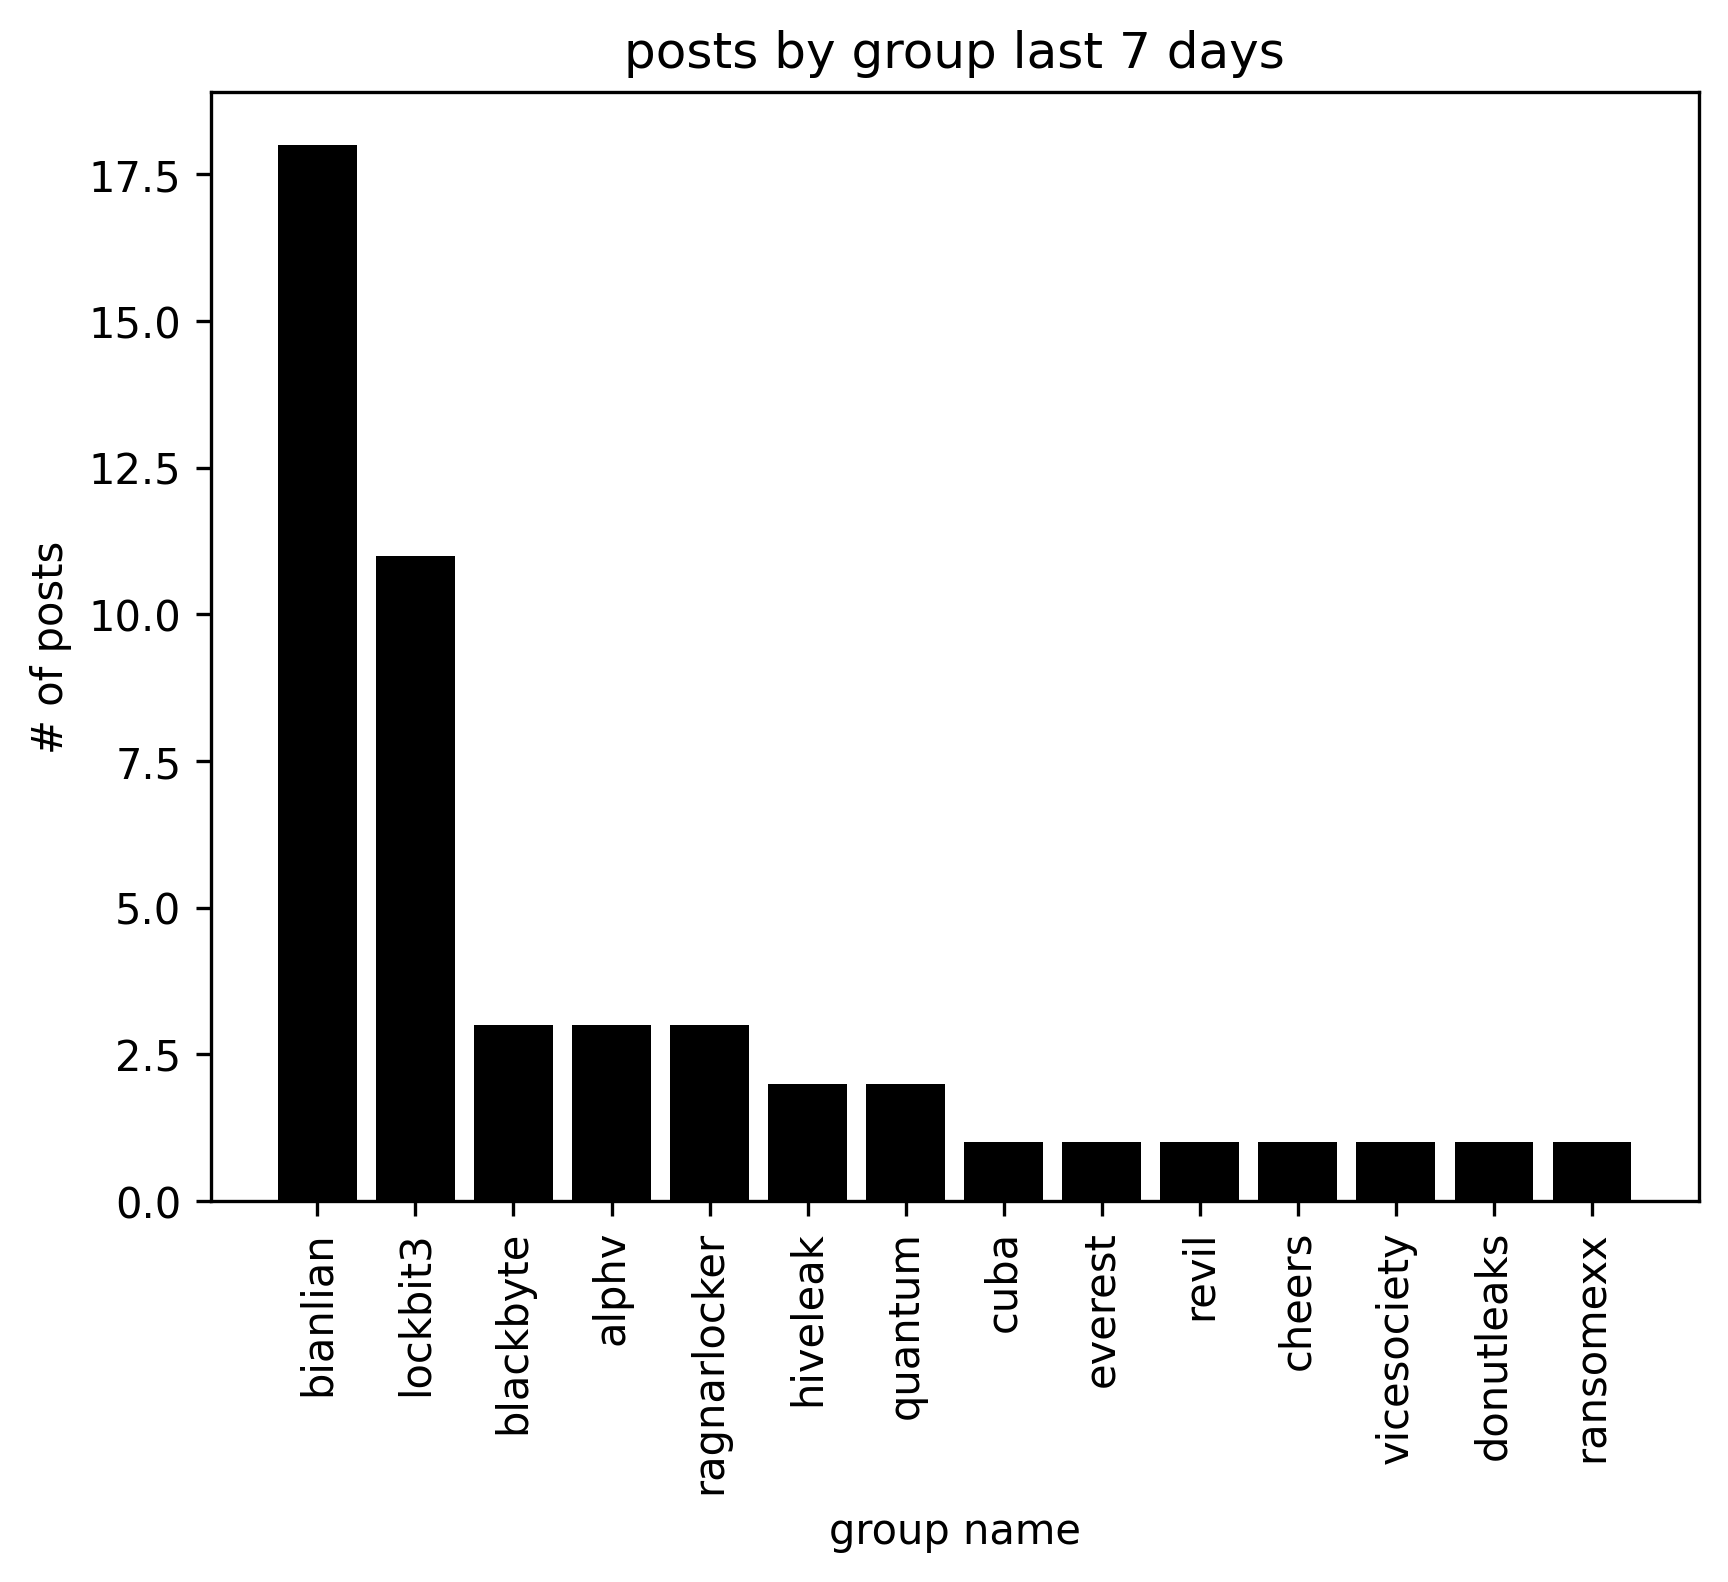 posts by group last 7 days
# of posts
17.5
15.0
12.5
10.0
7.5
5.0
2.5
0.0
bianlian
lockbit3
blackbyte
alphv
ragnarlocker
hiveleak
quantum
cuba
everest
revil
cheers
vicesociety
donutleaks
ransomexx
group name